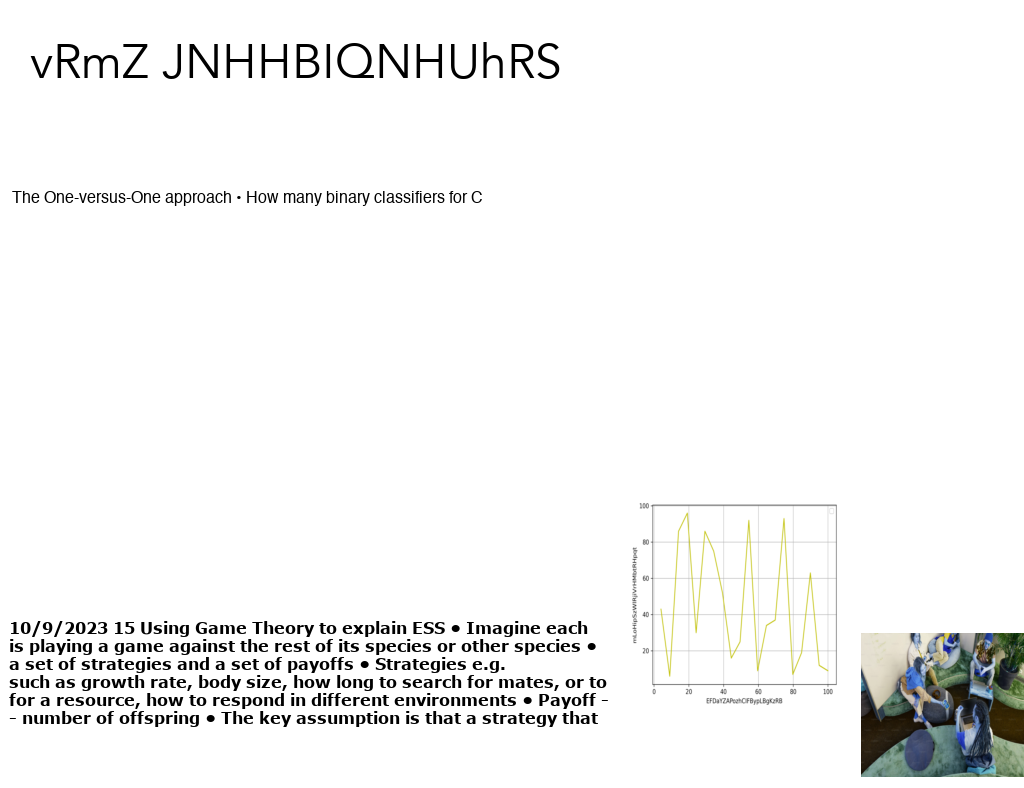 vRmZ JNHHBIQNHUhRS
The One-versus-One approach • How many binary classifiers for C
10/9/2023 15 Using Game Theory to explain ESS • Imagine each
is playing a game against the rest of its species or other species •
a set of strategies and a set of payoffs • Strategies e.g.
such as growth rate, body size, how long to search for mates, or to
for a resource, how to respond in different environments • Payoff -
- number of offspring • The key assumption is that a strategy that
100
80
60
40
20
0 20 40 60 80 100